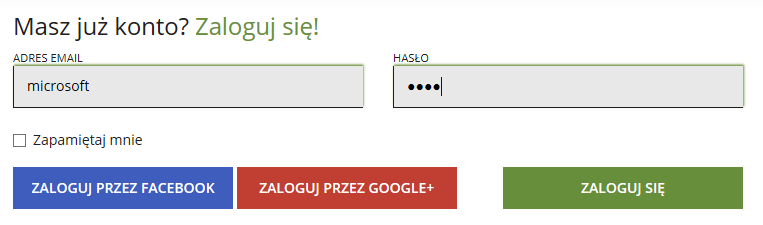 Masz już konto? Zaloguj się!
ADRES EMAIL HASŁO
microsoft ●●●●
Zapamiętaj mnie
ZALOGUJ PRZEZ FACEBOOK ZALOGUJ PRZEZ GOOGLE+ ZALOGUJ SIĘ